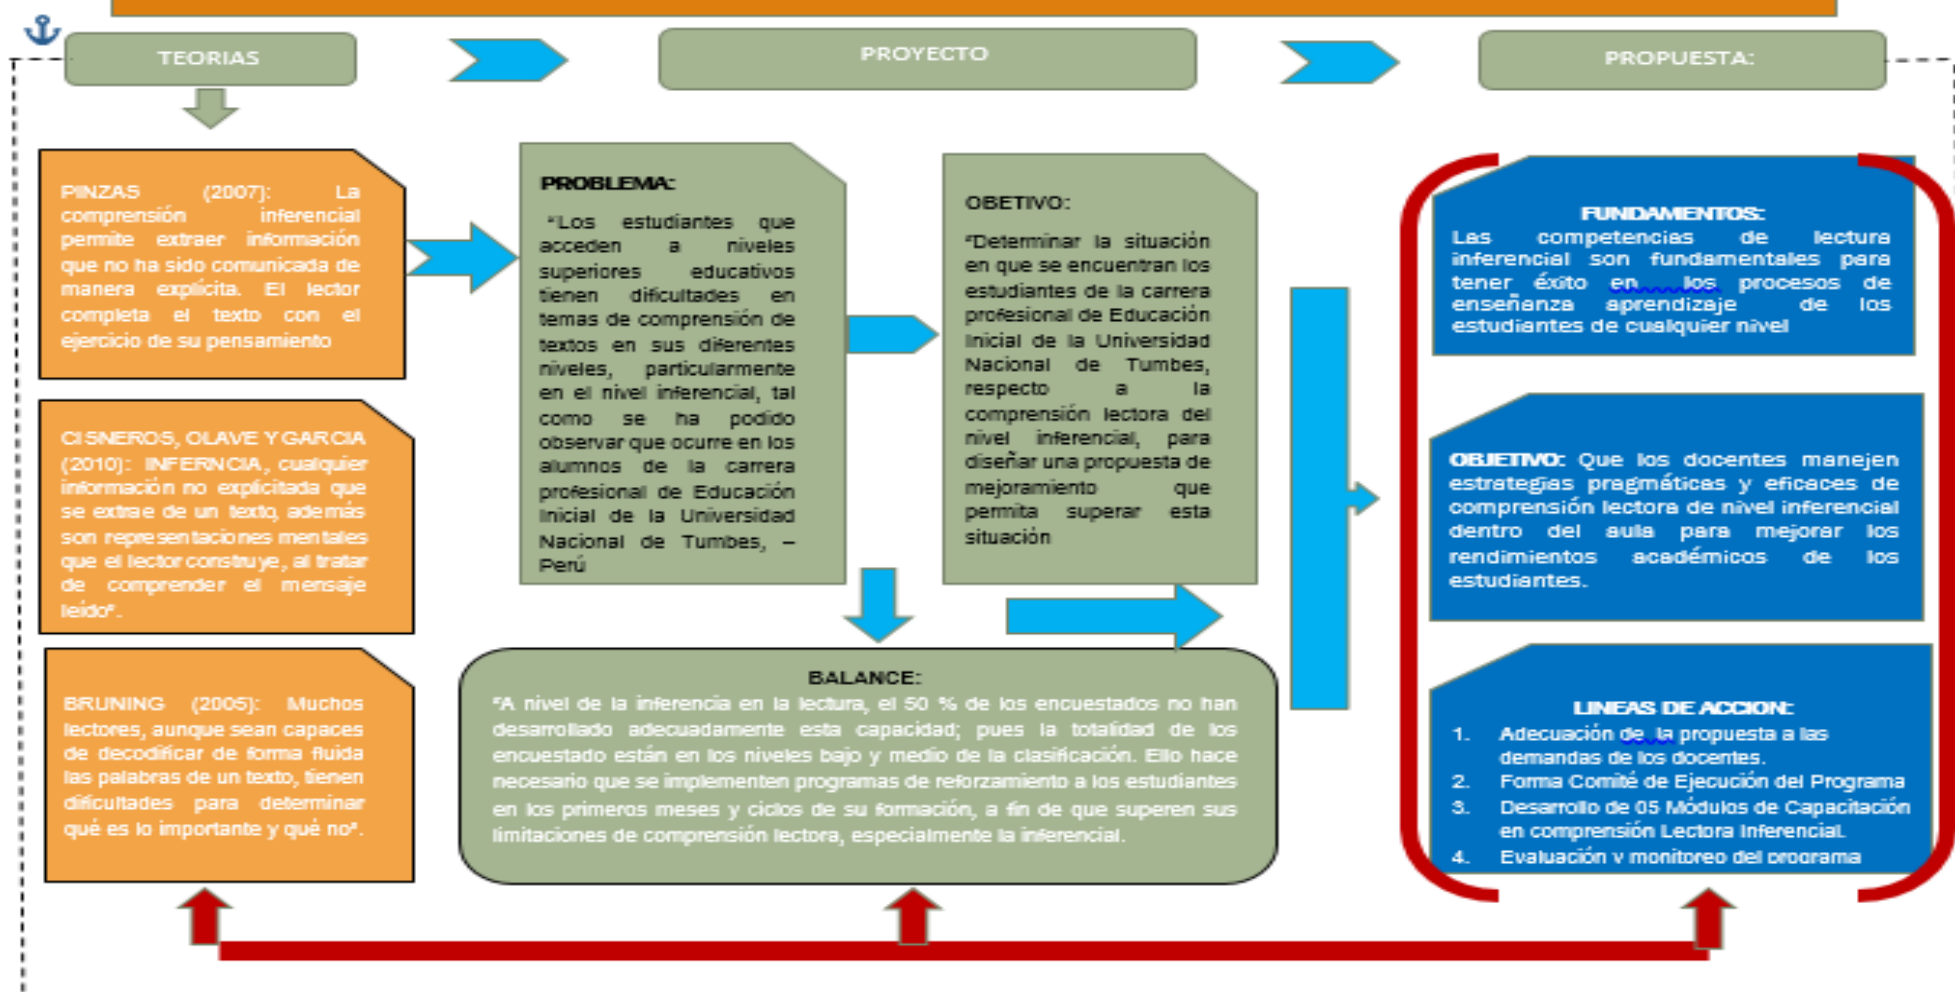 TEORIAS
PROYECTO
PROPUESTA:
PINZAS (2007): La
comprensión inferencial
permite extraer información
que no ha sido comunicada de
manera explícita. El lector
completa el texto con el
ejercicio de su pensamiento
CISNEROS, OLAVE Y GARCIA
(2010): INFERNCIA, cualquier
información no explicitada que
se extrae de un texto, además
son representaciones mentales
que el lector construye, al tratar
de comprender el mensaje
leído".
BRUNING (2005): Muchos
lectores, aunque sean capaces
de decodificar de forma fluida
las palabras de un texto, tienen
dificultades para determinar
qué es lo importante y qué no".
PROBLEMA:
"Los estudiantes que
acceden a niveles
superiores educativos
tienen dificultades en
temas de comprensión de
textos en sus diferentes
niveles, particularmente
en el nivel inferencial, tal
como se ha podido
observar que ocurre en los
alumnos de la carrera
profesional de Educación
Inicial de la Universidad
Nacional de Tumbes, –
Perú
OBETIVO:
"Determinar la situación
en que se encuentran los
estudiantes de la carrera
profesional de Educación
Inicial de la Universidad
Nacional de Tumbes,
respecto a la
comprensión lectora del
nivel inferencial, para
diseñar una propuesta de
mejoramiento que
permita superar esta
situación
BALANCE:
"A nivel de la inferencia en la lectura, el 50 % de los encuestados no han
desarrollado adecuadamente esta capacidad; pues la totalidad de los
encuestado están en los niveles bajo y medio de la clasificación. Ello hace
necesario que se implementen programas de reforzamiento a los estudiantes
en los primeros meses y ciclos de su formación, a fin de que superen sus
limitaciones de comprensión lectora, especialmente la inferencial.
FUNDAMENTOS:
Las competencias de lectura
inferencial son fundamentales para
tener éxito en los procesos de
enseñanza aprendizaje de los
estudiantes de cualquier nivel
OBJETIVO: Que los docentes manejen
estrategias pragmáticas y eficaces de
comprensión lectora de nivel inferencial
dentro del aula para mejorar los
rendimientos académicos de los
estudiantes.
LINEAS DE ACCION:
1. Adecuación de la propuesta a las
demandas de los docentes.
2. Forma Comité de Ejecución del Programa
3. Desarrollo de 05 Módulos de Capacitación
en comprensión Lectora Inferencial.
4. Evaluación y monitoreo del programa